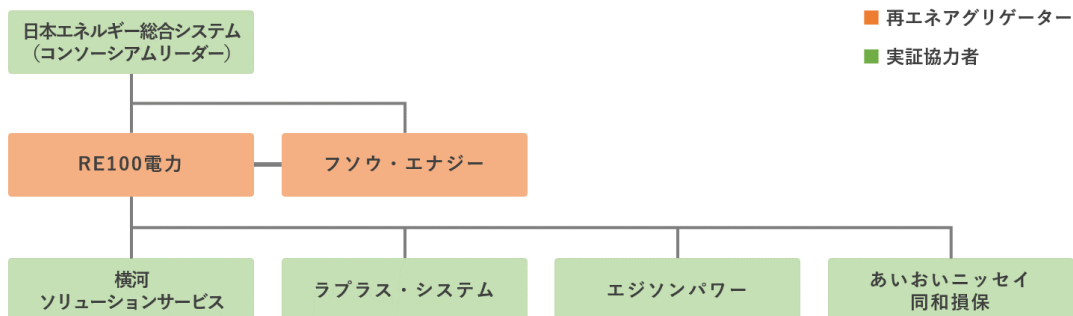 日本エネルギー総合システム
（コンソーシアムリーダー）
再エネアグリゲーター
実証協力者
RE100電力
フソウ・エナジー
横河
ソリューションサービス
ラプラス・システム
エジソンパワー
あいおいニッセイ
同和損保